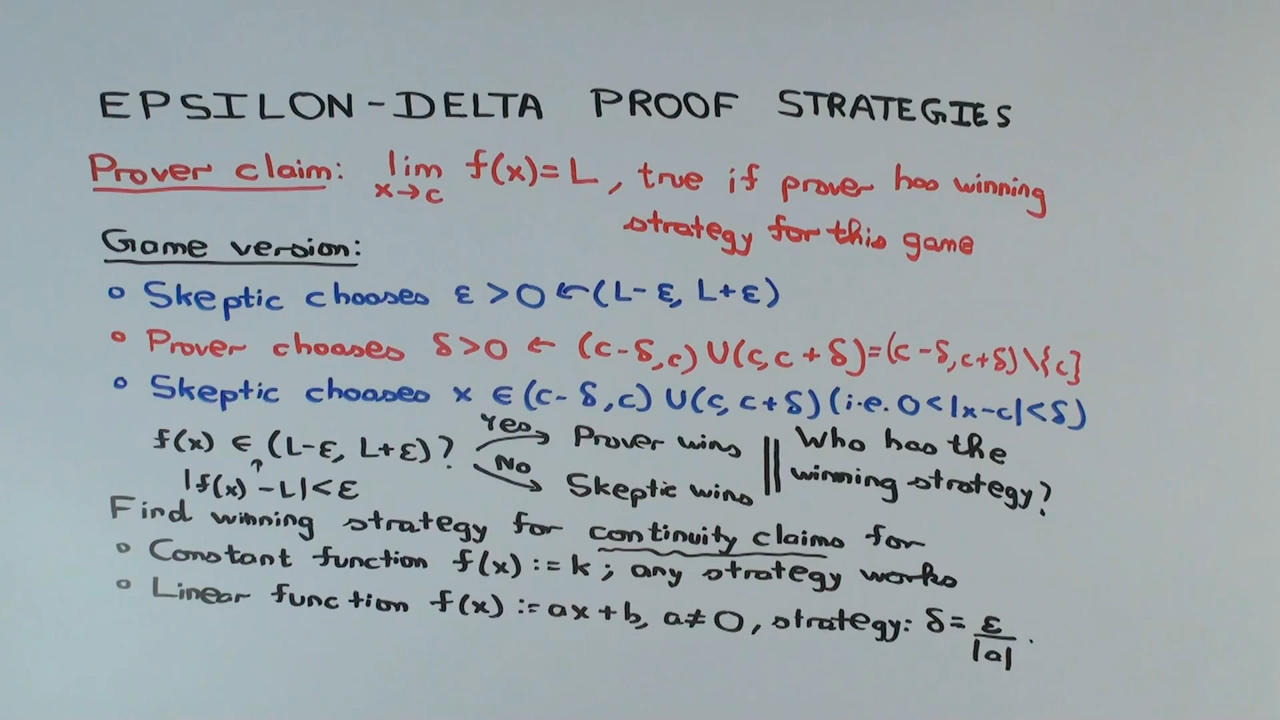 EPSILON-DELTA PROOF STRATEGIES
Prover claim: lim x→c f(x)=L, true if prover has winning
strategy for this game
Game version:
∘ Skeptic chooses ε>0 ← (L-ε, L+ε)
∘ Prover chooses δ>0 ← (c-δ,c) ∪ (c,c+δ)=(c-δ,c+δ)\{c}
∘ Skeptic chooses x ∈ (c-δ,c) ∪ (c,c+δ) (i.e. 0<|x-c|<δ)
f(x) ∈ (L-ε, L+ε)? Yes → Prover wins || Who has the
|f(x)-L|<ε ↑ No → Skeptic wins || winning strategy?
Find winning strategy for continuity claims for
∘ Constant function f(x) := k; any strategy works
∘ Linear function f(x) := ax+b, a≠0, strategy: δ= ε/|a| .